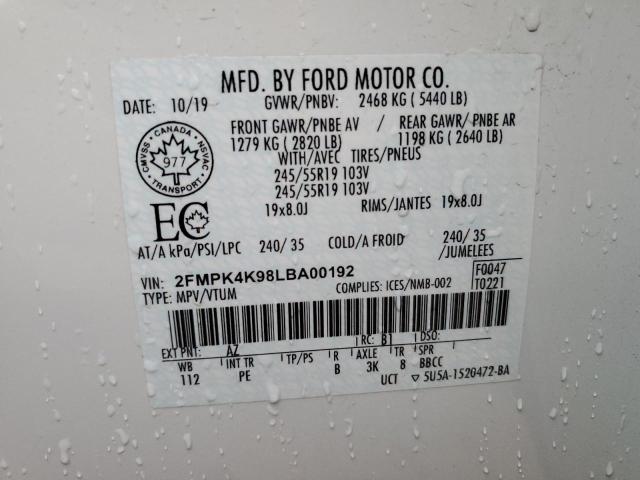 MFD. BY FORD MOTOR CO.
DATE: 10/19 GVWR/PNBV: 2468 KG ( 5440 LB)
FRONT GAWR/PNBE AV / REAR GAWR/ PNBE AR
1279 KG ( 2820 LB) 1198 KG ( 2640 LB)
WITH/AVEC TIRES/PNEUS
245/55R19 103V
245/55R19 103V
19x8.0J RIMS/JANTES 19x8.0J
CANADA
CMVSS NSVAC
977
TRANSPORT
EC
AT/A kPa/PSI/LPC 240/ 35 COLD/A FROID 240/ 35
/JUMELEES
VIN: 2FMPK4K98LBA00192 F0047
TYPE: MPV/VTUM COMPLIES: ICES/NMB-002 T0221
EXT PNT: AZ RC: B1 DSO:
WB INT TR TP/PS R AXLE TR SPR
112 PE B 3K 8 BBCC
UCT ▽ 5U5A-1520472-BA